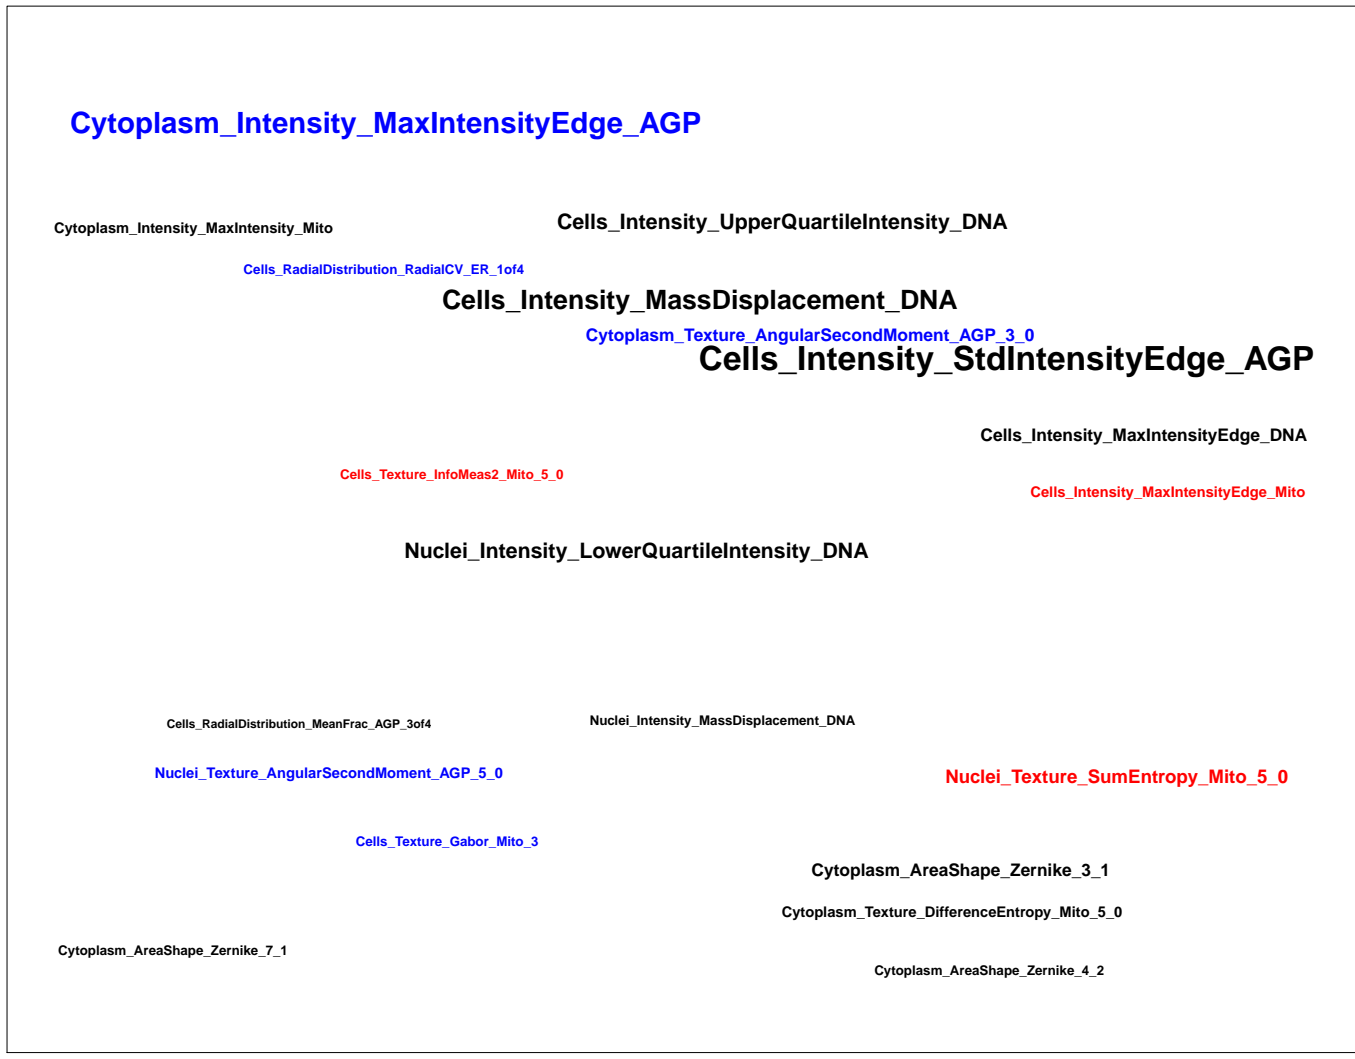 Cytoplasm_Intensity_MaxIntensityEdge_AGP
Cells_Intensity_UpperQuartileIntensity_DNA
Cytoplasm_Intensity_MaxIntensity_Mito
Cells_RadialDistribution_RadialCV_ER_1of4
Cells_Intensity_MassDisplacement_DNA
Cytoplasm_Texture_AngularSecondMoment_AGP_3_0
Cells_Intensity_StdIntensityEdge_AGP
Cells_Intensity_MaxIntensityEdge_DNA
Cells_Texture_InfoMeas2_Mito_5_0
Cells_Intensity_MaxIntensityEdge_Mito
Nuclei_Intensity_LowerQuartileIntensity_DNA
Cells_RadialDistribution_MeanFrac_AGP_3of4
Nuclei_Intensity_MassDisplacement_DNA
Nuclei_Texture_AngularSecondMoment_AGP_5_0
Nuclei_Texture_SumEntropy_Mito_5_0
Cells_Texture_Gabor_Mito_3
Cytoplasm_AreaShape_Zernike_3_1
Cytoplasm_Texture_DifferenceEntropy_Mito_5_0
Cytoplasm_AreaShape_Zernike_7_1
Cytoplasm_AreaShape_Zernike_4_2